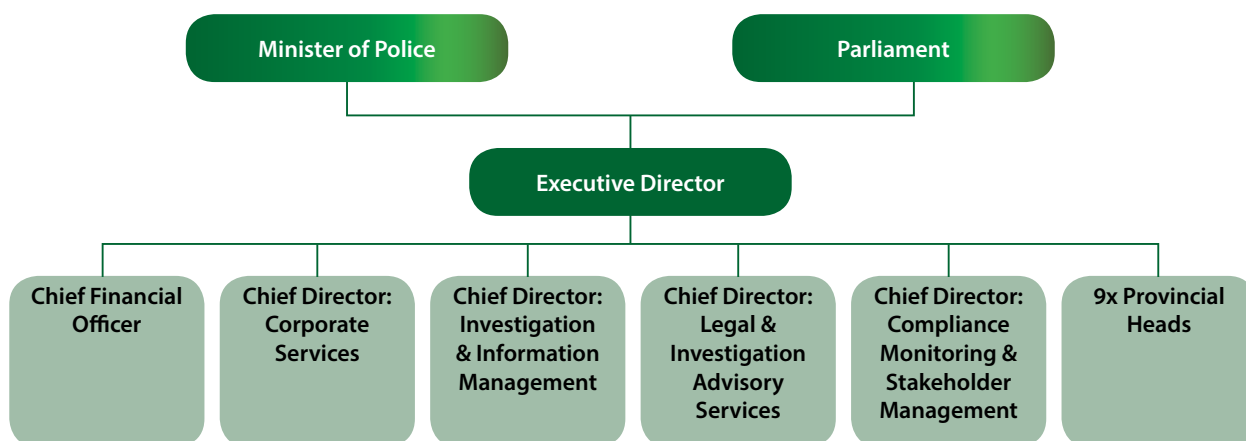 Minister of Police
Parliament
Executive Director
Chief Financial
Officer
Chief Director:
Corporate
Services
Chief Director:
Investigation
& Information
Management
Chief Director:
Legal &
Investigation
Advisory
Services
Chief Director:
Compliance
Monitoring &
Stakeholder
Management
9x Provincial
Heads